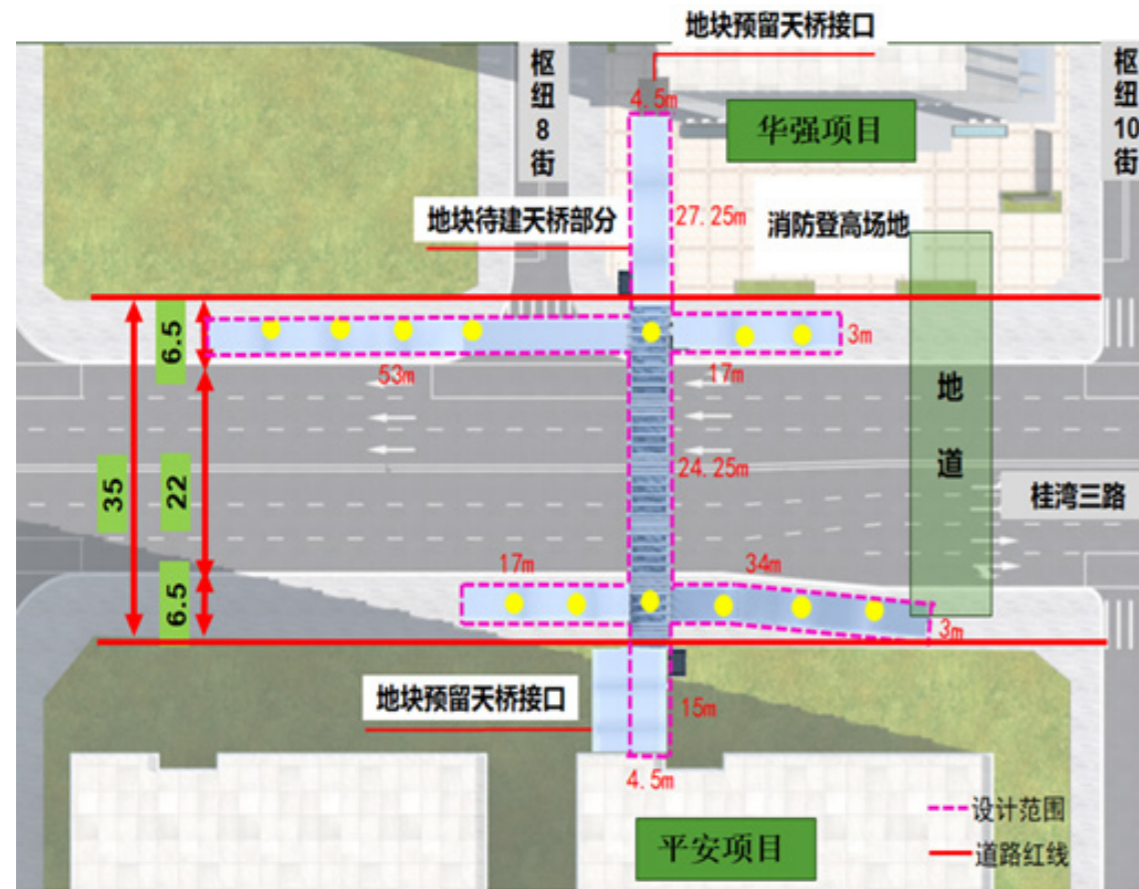 地块预留天桥接口
枢纽8街
枢纽10街
4.5m
华强项目
地块待建天桥部分
27.25m
消防登高场地
6.5
3m
53m
17m
地道
35
22
24.25m
桂湾三路
17m
34m
6.5
3m
地块预留天桥接口
15m
4.5m
设计范围
平安项目
道路红线